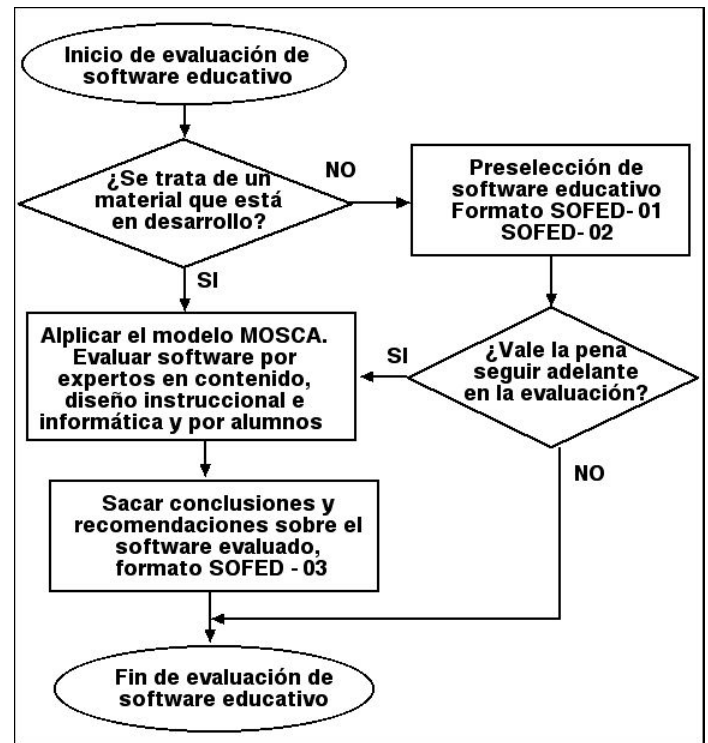 Inicio de evaluación de
software educativo
¿Se trata de un
material que está
en desarrollo?
NO
Preselección de
software educativo
Formato SOFED- 01
SOFED- 02
SI
Alplicar el modelo MOSCA.
Evaluar software por
expertos en contenido,
diseño instruccional e
informática y por alumnos
SI
¿Vale la pena
seguir adelante
en la evaluación?
NO
Sacar conclusiones y
recomendaciones sobre el
software evaluado,
formato SOFED - 03
Fin de evaluación de
software educativo